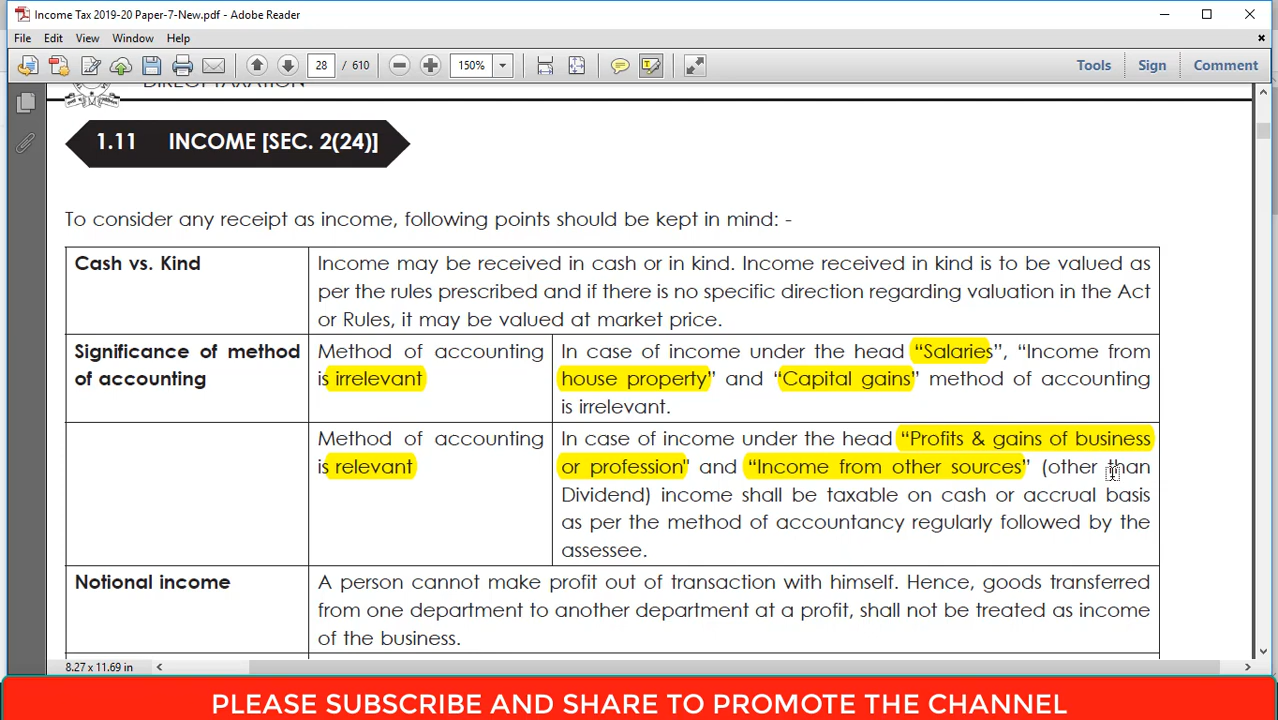 Income Tax 2019-20 Paper-7-New.pdf - Adobe Reader
File Edit View Window Help
28 / 610 150% Tools Sign Comment
DIRECT TAXATION
1.11 INCOME [SEC. 2(24)]
To consider any receipt as income, following points should be kept in mind: -
Cash vs. Kind
Income may be received in cash or in kind. Income received in kind is to be valued as
per the rules prescribed and if there is no specific direction regarding valuation in the Act
or Rules, it may be valued at market price.
Significance of method
of accounting
Method of accounting
is irrelevant
In case of income under the head “Salaries”, “Income from
house property” and “Capital gains” method of accounting
is irrelevant.
Method of accounting
is relevant
In case of income under the head “Profits & gains of business
or profession" and “Income from other sources” (other than
Dividend) income shall be taxable on cash or accrual basis
as per the method of accountancy regularly followed by the
assessee.
Notional income
A person cannot make profit out of transaction with himself. Hence, goods transferred
from one department to another department at a profit, shall not be treated as income
of the business.
8.27 x 11.69 in
PLEASE SUBSCRIBE AND SHARE TO PROMOTE THE CHANNEL